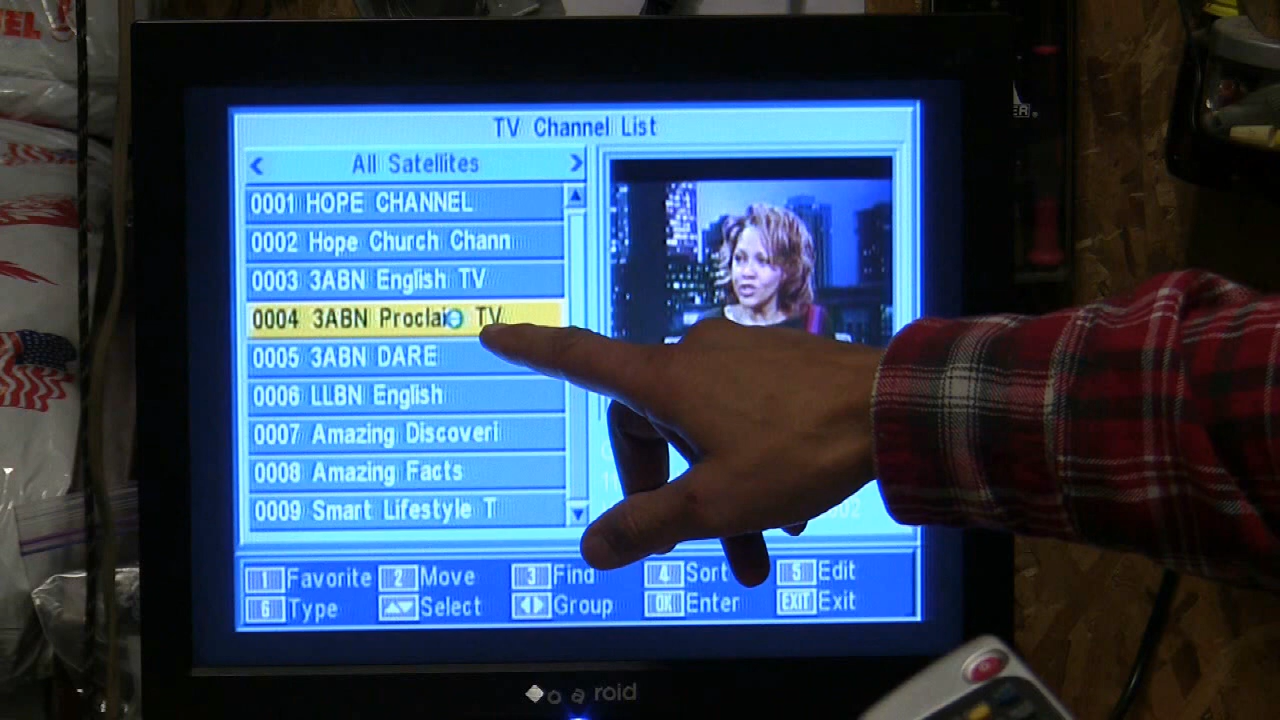 TV Channel List
All Satellites
0001 HOPE CHANNEL
0002 Hope Church Chann
0003 3ABN English TV
0004 3ABN Proclai TV
0005 3ABN DARE
0006 LLBN English
0007 Amazing Discoveri
0008 Amazing Facts
0009 Smart Lifestyle T
1 Favorite 2 Move 3 Find 4 Sort 5 Edit
6 Type Select Group OK Enter EXIT Exit
roid